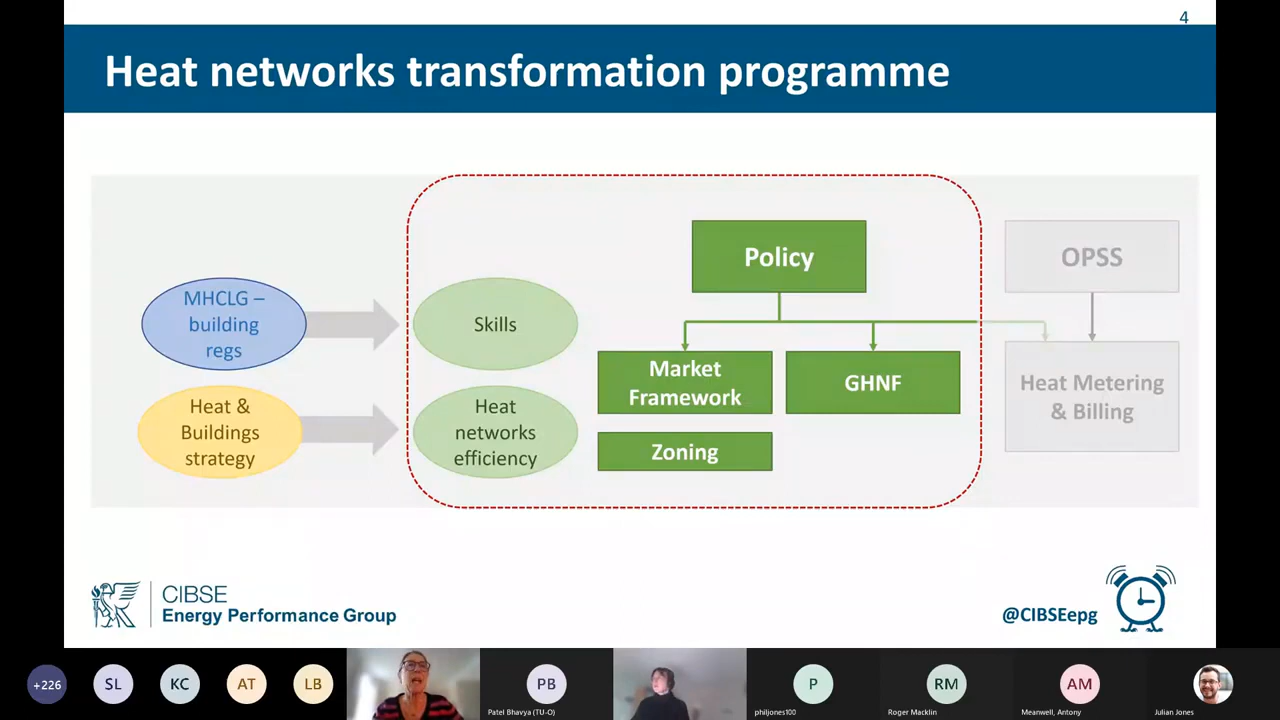 4
Heat networks transformation programme
MHCLG –
building
regs
Heat &
Buildings
strategy
Skills
Heat
networks
efficiency
Policy
Market
Framework
GHNF
Zoning
OPSS
Heat Metering
& Billing
CIBSE
Energy Performance Group
@CIBSEepg
+226
SL
KC
AT
LB
PB
Patel Bhavya (TU-O)
P
philjones100
RM
Roger Macklin
AM
Meanwell, Antony
Julian Jones